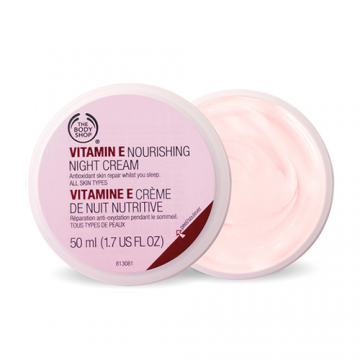 THE
BODY
SHOP
®
VITAMIN E NOURISHING
NIGHT CREAM
Antioxidant skin repair whilst you sleep.
ALL SKIN TYPES
VITAMINE E CRÈME
DE NUIT NUTRITIVE
Réparation anti-oxydation pendant le sommeil.
TOUS TYPES DE PEAUX
50 ml (1.7 US FL OZ)
813081